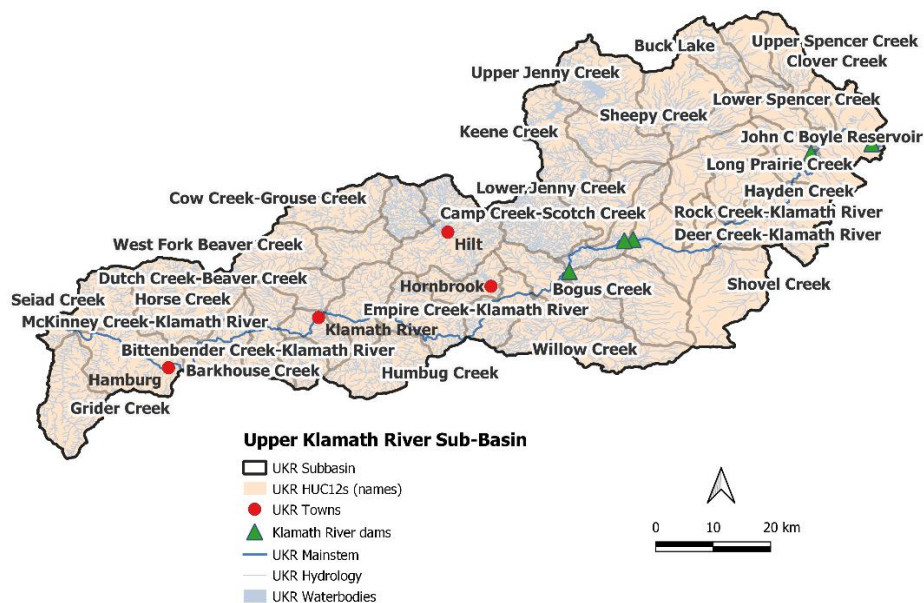 Buck Lake
Upper Spencer Creek
Clover Creek
Upper Jenny Creek
Lower Spencer Creek
Sheepy Creek
Keene Creek
John C Boyle Reservoir
Long Prairie Creek
Lower Jenny Creek
Hayden Creek
Cow Creek-Grouse Creek
Camp Creek-Scotch Creek
Rock Creek-Klamath River
Hilt
Deer Creek-Klamath River
West Fork Beaver Creek
Dutch Creek-Beaver Creek
Hornbrook
Bogus Creek
Shovel Creek
Seiad Creek
Horse Creek
Empire Creek-Klamath River
McKinney Creek-Klamath River
Klamath River
Bittenbender Creek-Klamath River
Willow Creek
Barkhouse Creek
Hamburg
Humbug Creek
Grider Creek
Upper Klamath River Sub-Basin
UKR Subbasin
UKR HUC12s (names)
UKR Towns
Klamath River dams
UKR Mainstem
UKR Hydrology
UKR Waterbodies
0 10 20 km